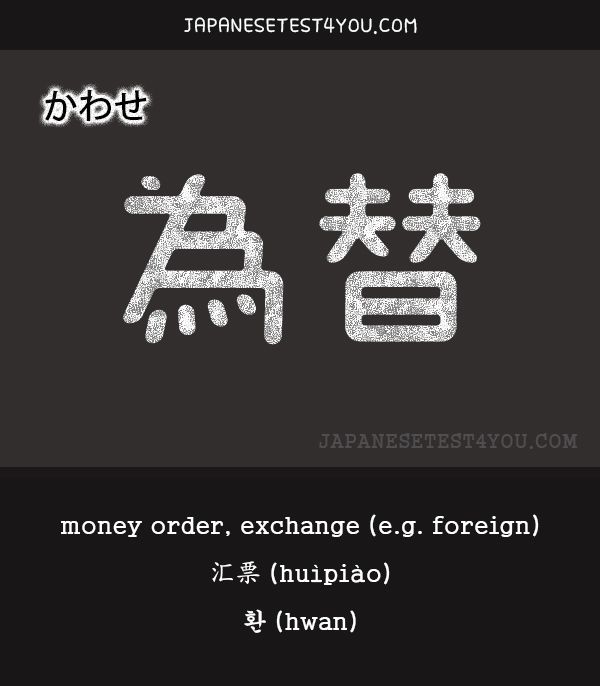 JAPANESETEST4YOU.COM
かわせ
為替
JAPANESETEST4YOU.COM
money order, exchange (e.g. foreign)
汇票 (huìpiào)
환 (hwan)